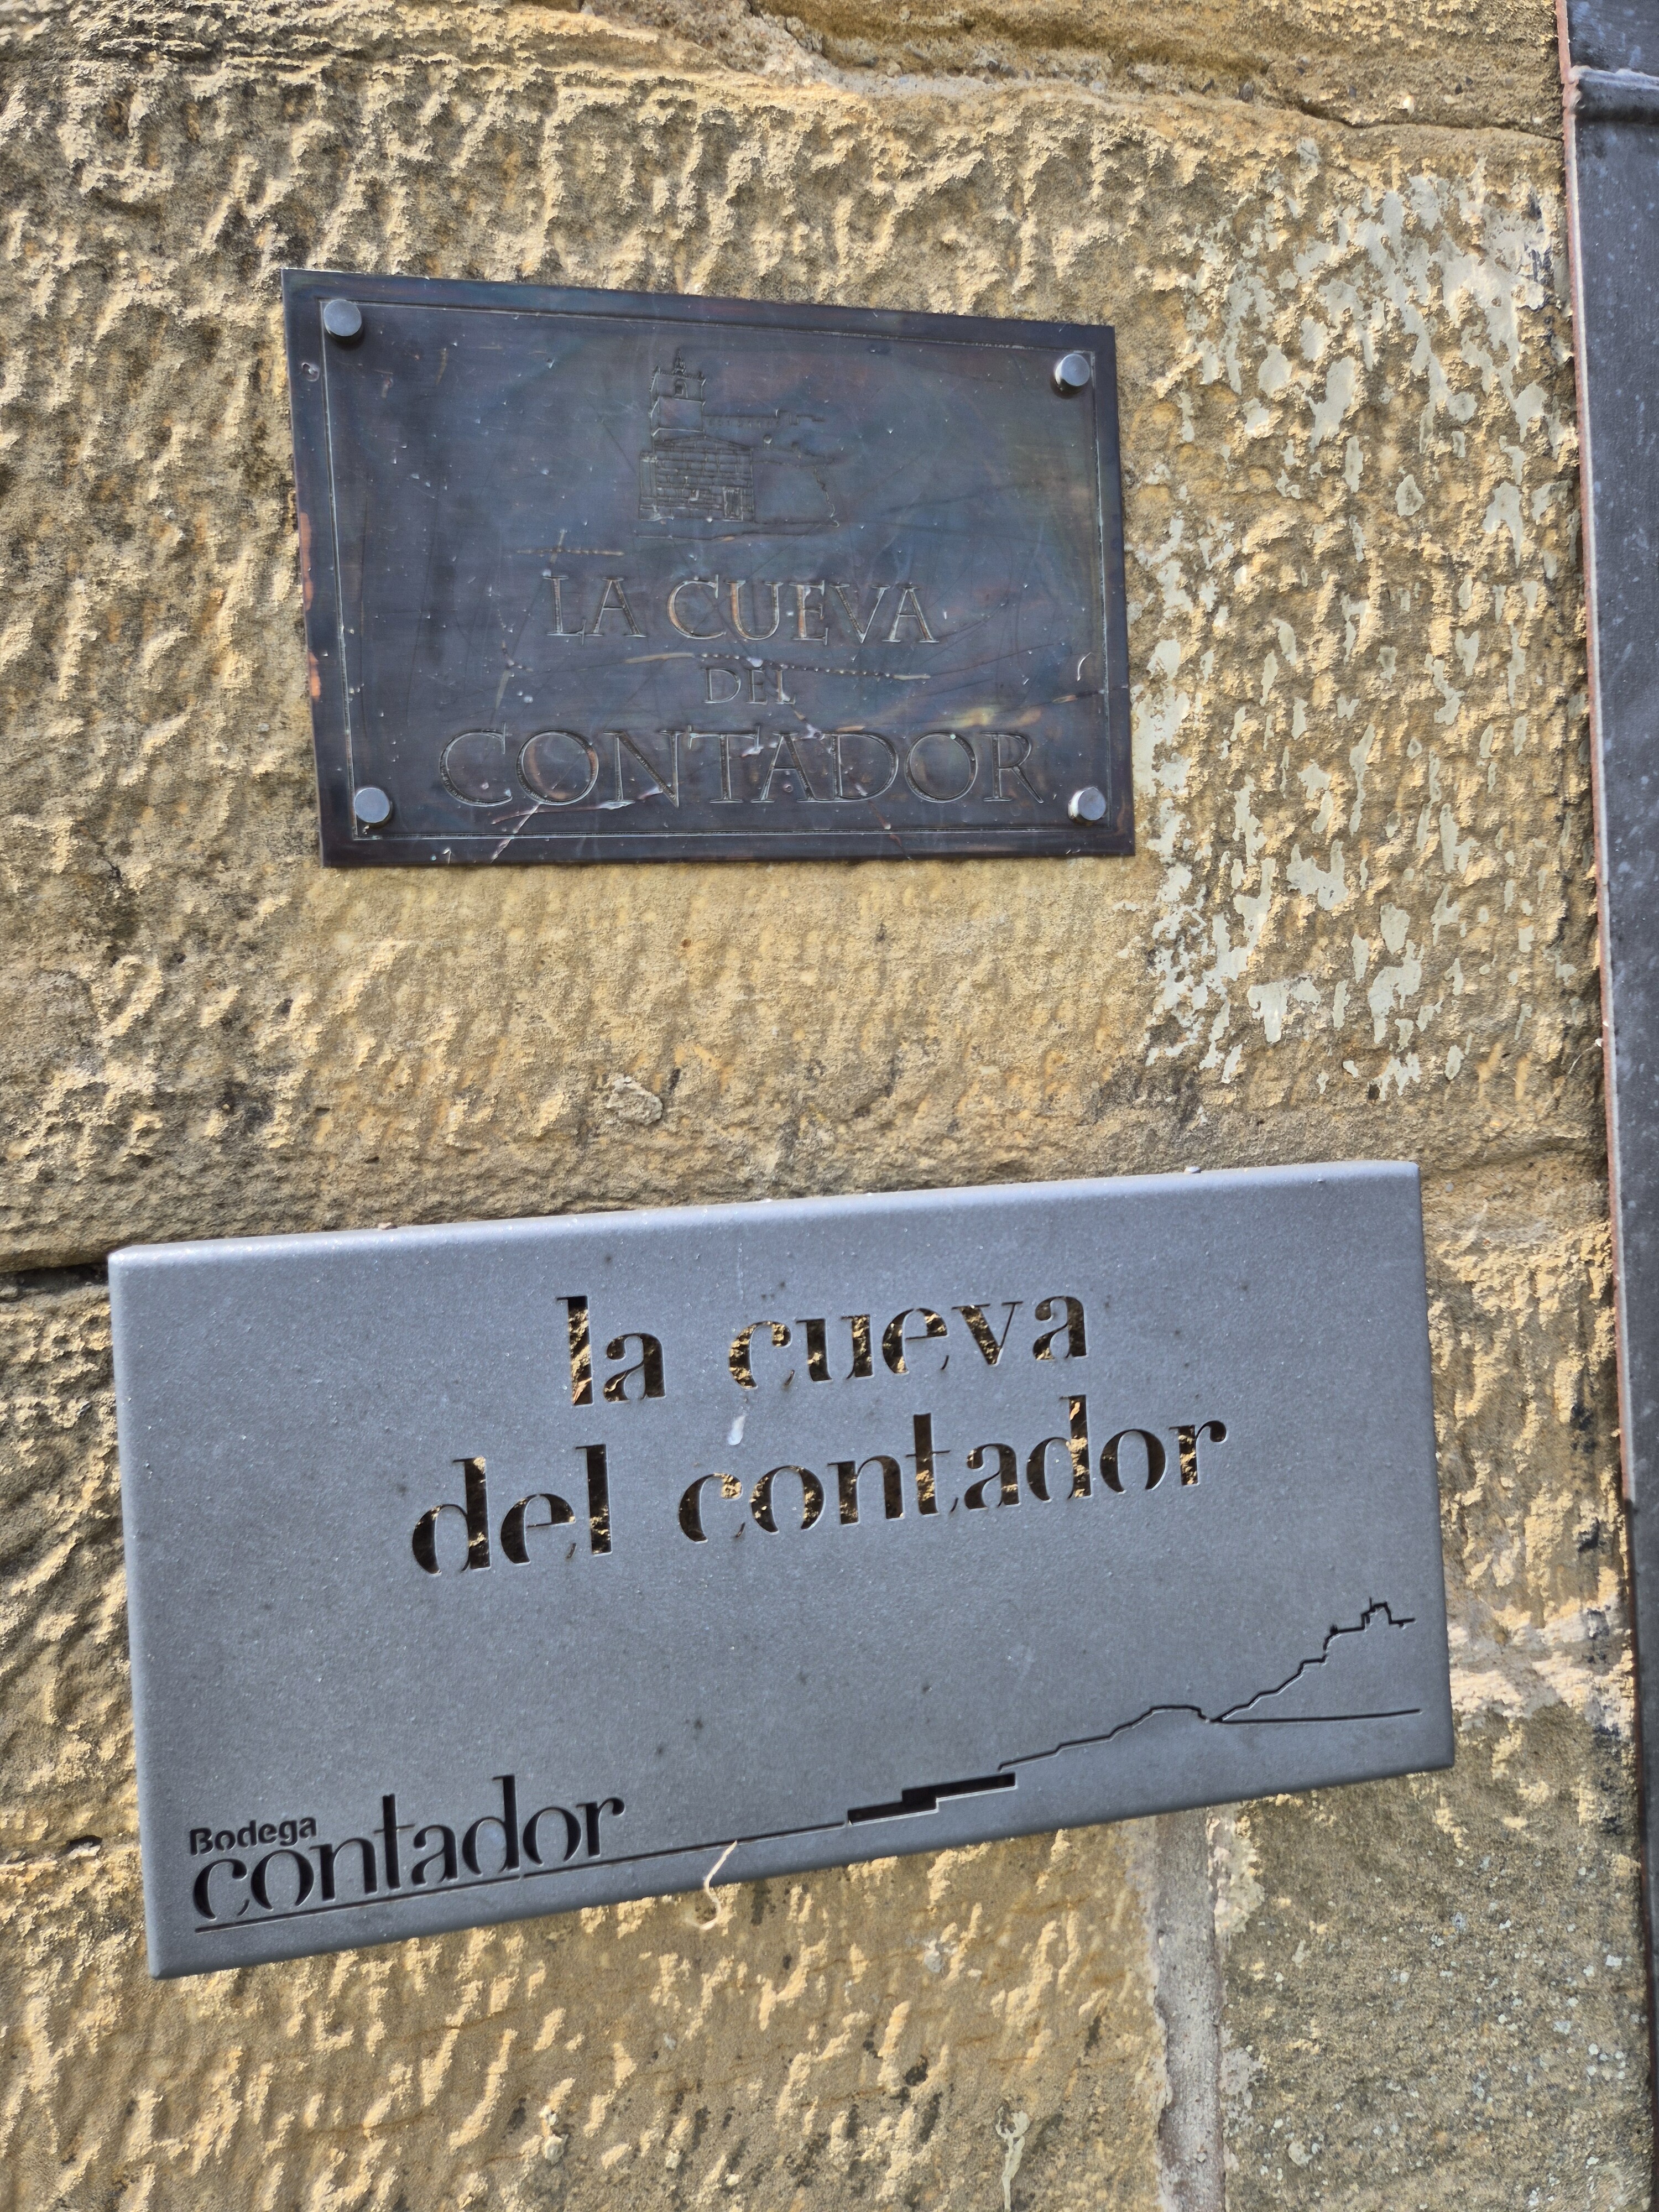 LA CUEVA
DEL
CONTADOR
la cueva
del contador
Bodega
contador